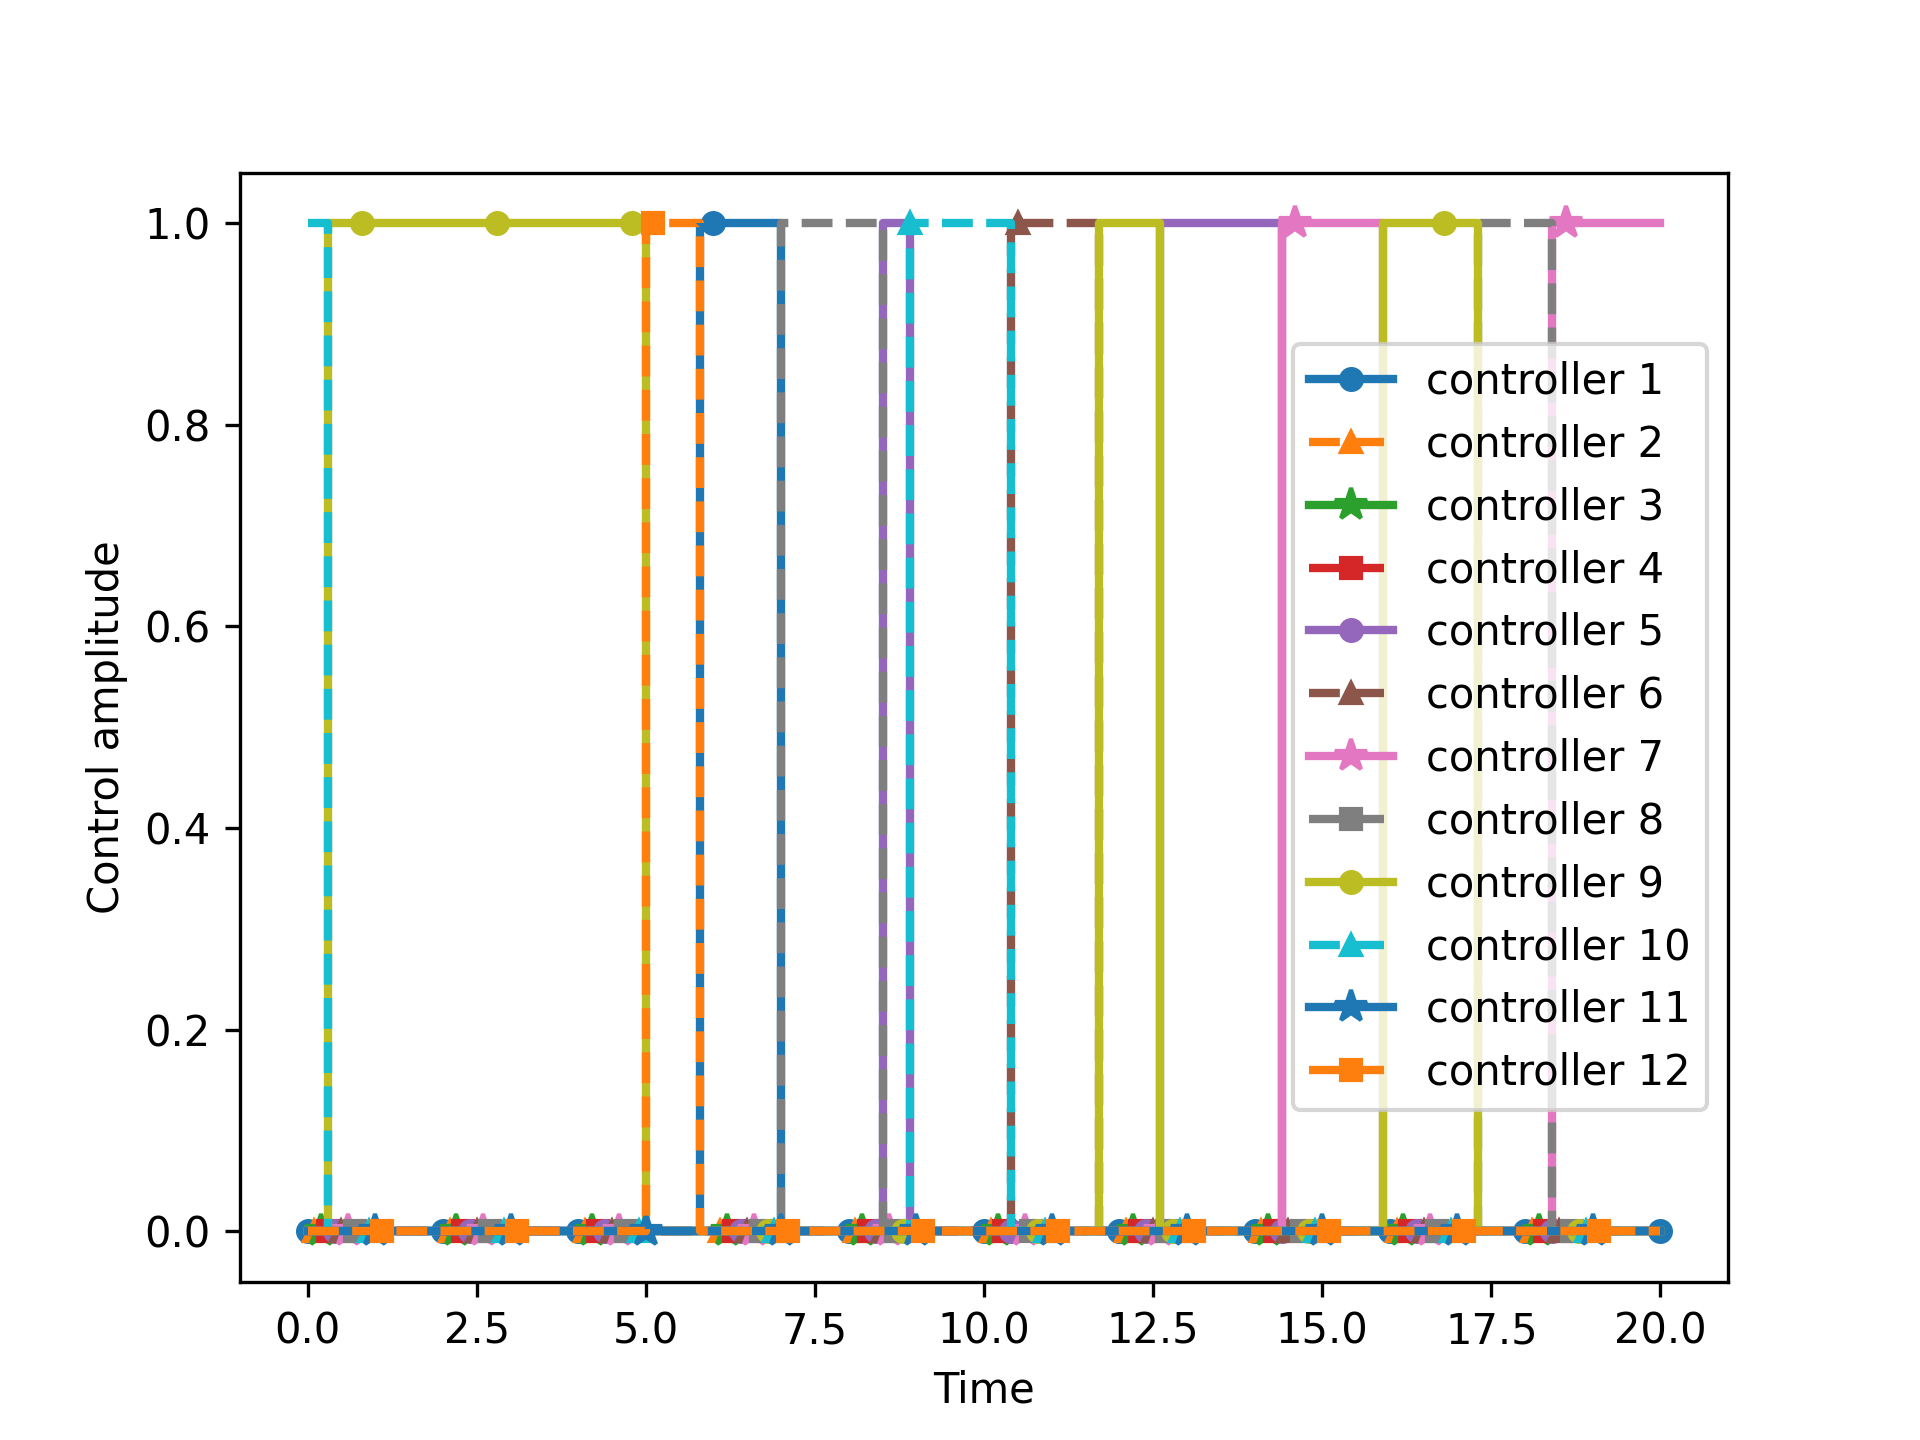 1.0
0.8
0.6
0.4
0.2
0.0
Control amplitude
controller 1
controller 2
controller 3
controller 4
controller 5
controller 6
controller 7
controller 8
controller 9
controller 10
controller 11
controller 12
0.0 2.5 5.0 7.5 10.0 12.5 15.0 17.5 20.0
Time